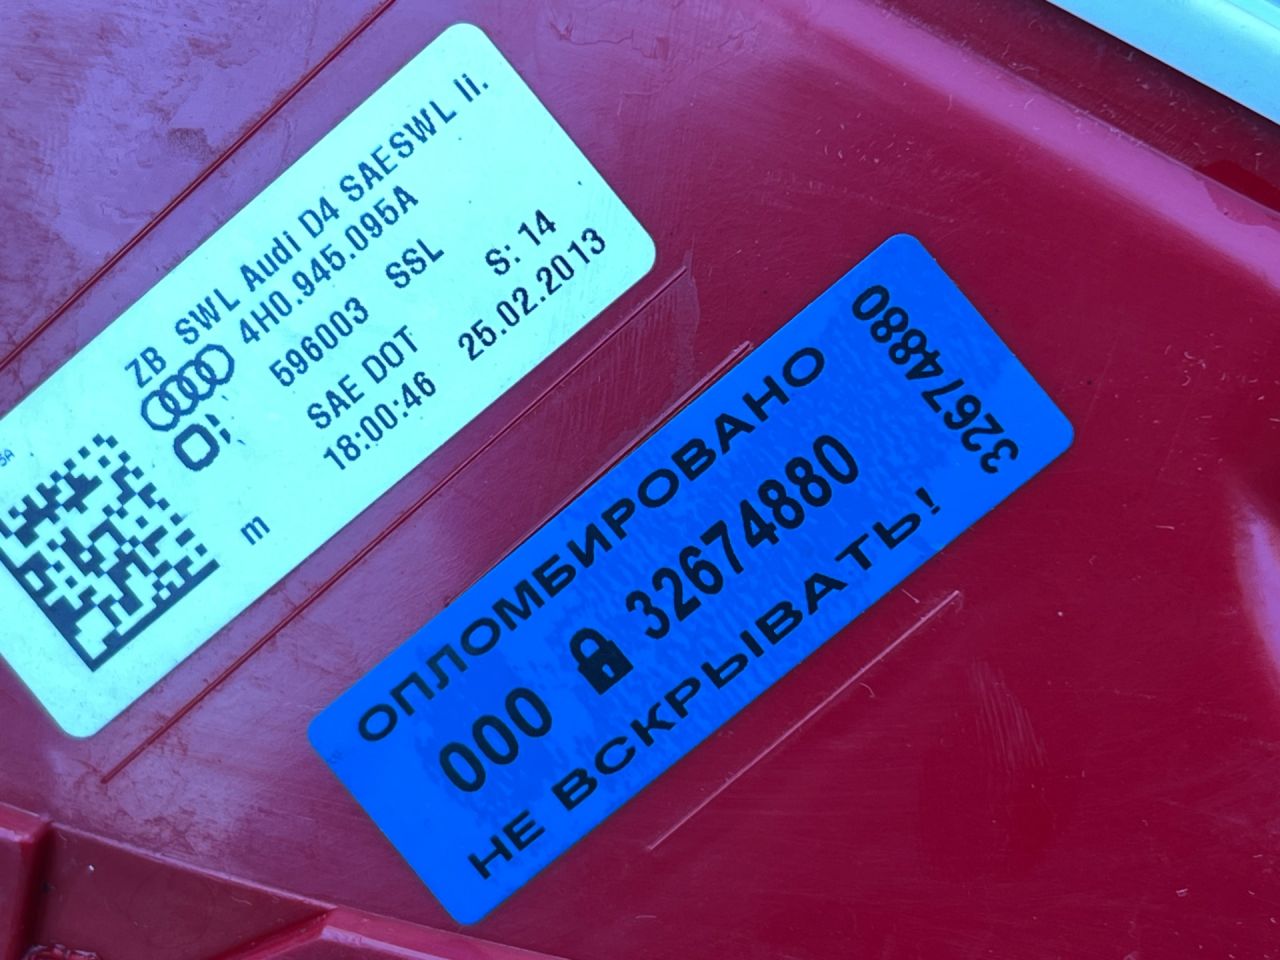 ZB SWL Audi D4 SAESWL li.
4H0.945.095A
596003 SSL
SAE DOT S: 14
18:00:46 25.02.2013
m
ОПЛОМБИРОВАНО
000 32674880
НЕ ВСКРЫВАТЬ!
32674880